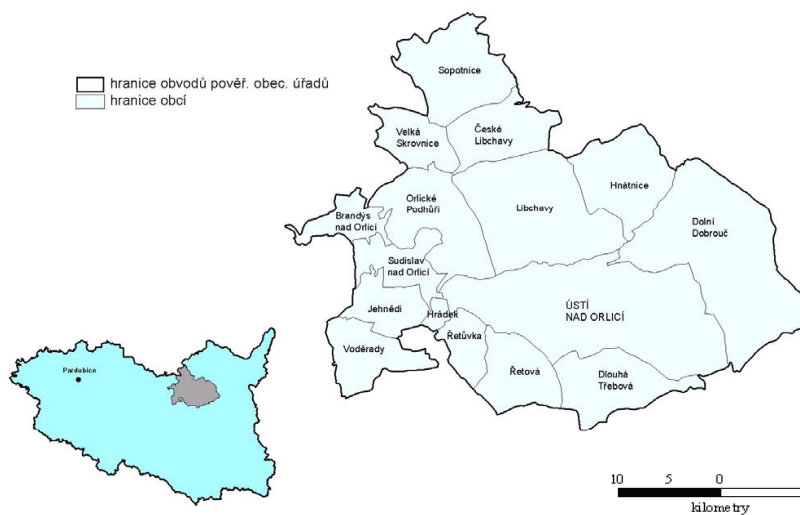 hranice obvodů pověř. obec. úřadů
hranice obcí
Sopotnice
Velká
Skrovnice
České
Libchavy
Hnátnice
Orlické
Podhůří
Libchavy
Brandýs
nad Orlicí
Dolní
Dobrouč
Sudislav
nad Orlicí
Jehnědí
Hrádek
ÚSTÍ
NAD ORLICÍ
Řetůvka
Voděrady
Řetová
Dlouhá
Třebová
Pardubice
10 5 0
kilometry